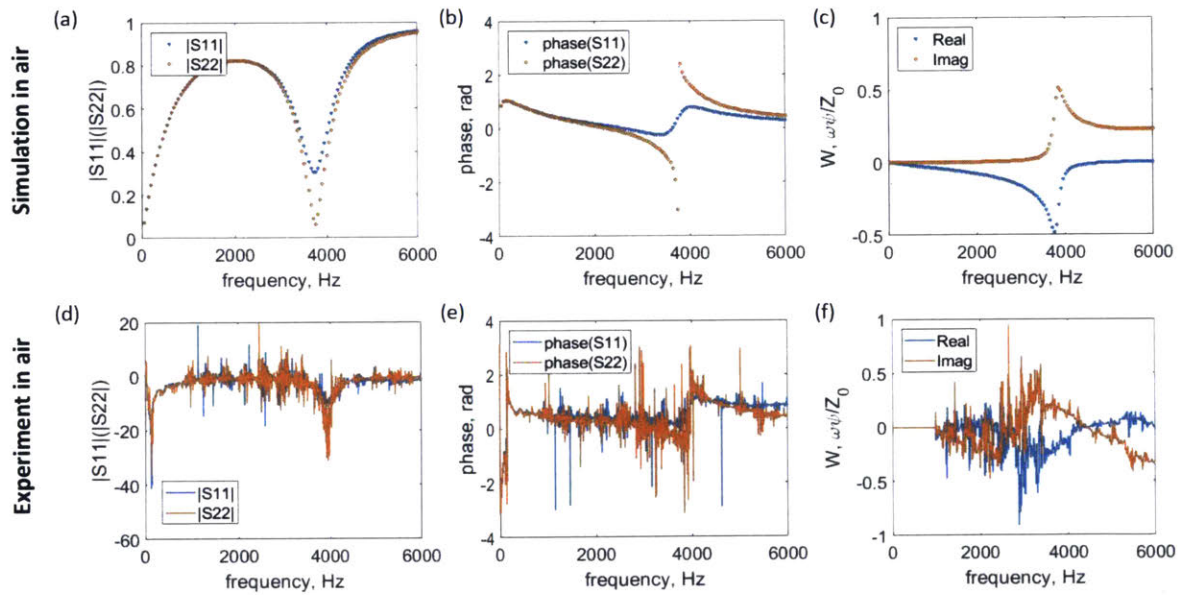 Simulation in air
(a)
|S11|(|S22|)
1
0.8
0.6
0.4
0.2
0
|S11|
|S22|
0 2000 4000 6000
frequency, Hz
(b)
phase, rad
4
2
0
-2
-4
phase(S11)
phase(S22)
0 2000 4000 6000
frequency, Hz
(c)
W, ωψ/Z0
1
0.5
0
-0.5
Real
Imag
0 2000 4000 6000
frequency, Hz
Experiment in air
(d)
|S11|(|S22|)
20
0
-20
-40
-60
|S11|
|S22|
0 2000 4000 6000
frequency, Hz
(e)
phase, rad
4
2
0
-2
-4
phase(S11)
phase(S22)
0 2000 4000 6000
frequency, Hz
(f)
W, ωψ/Z0
1
0.5
0
-0.5
-1
Real
Imag
0 2000 4000 6000
frequency, Hz